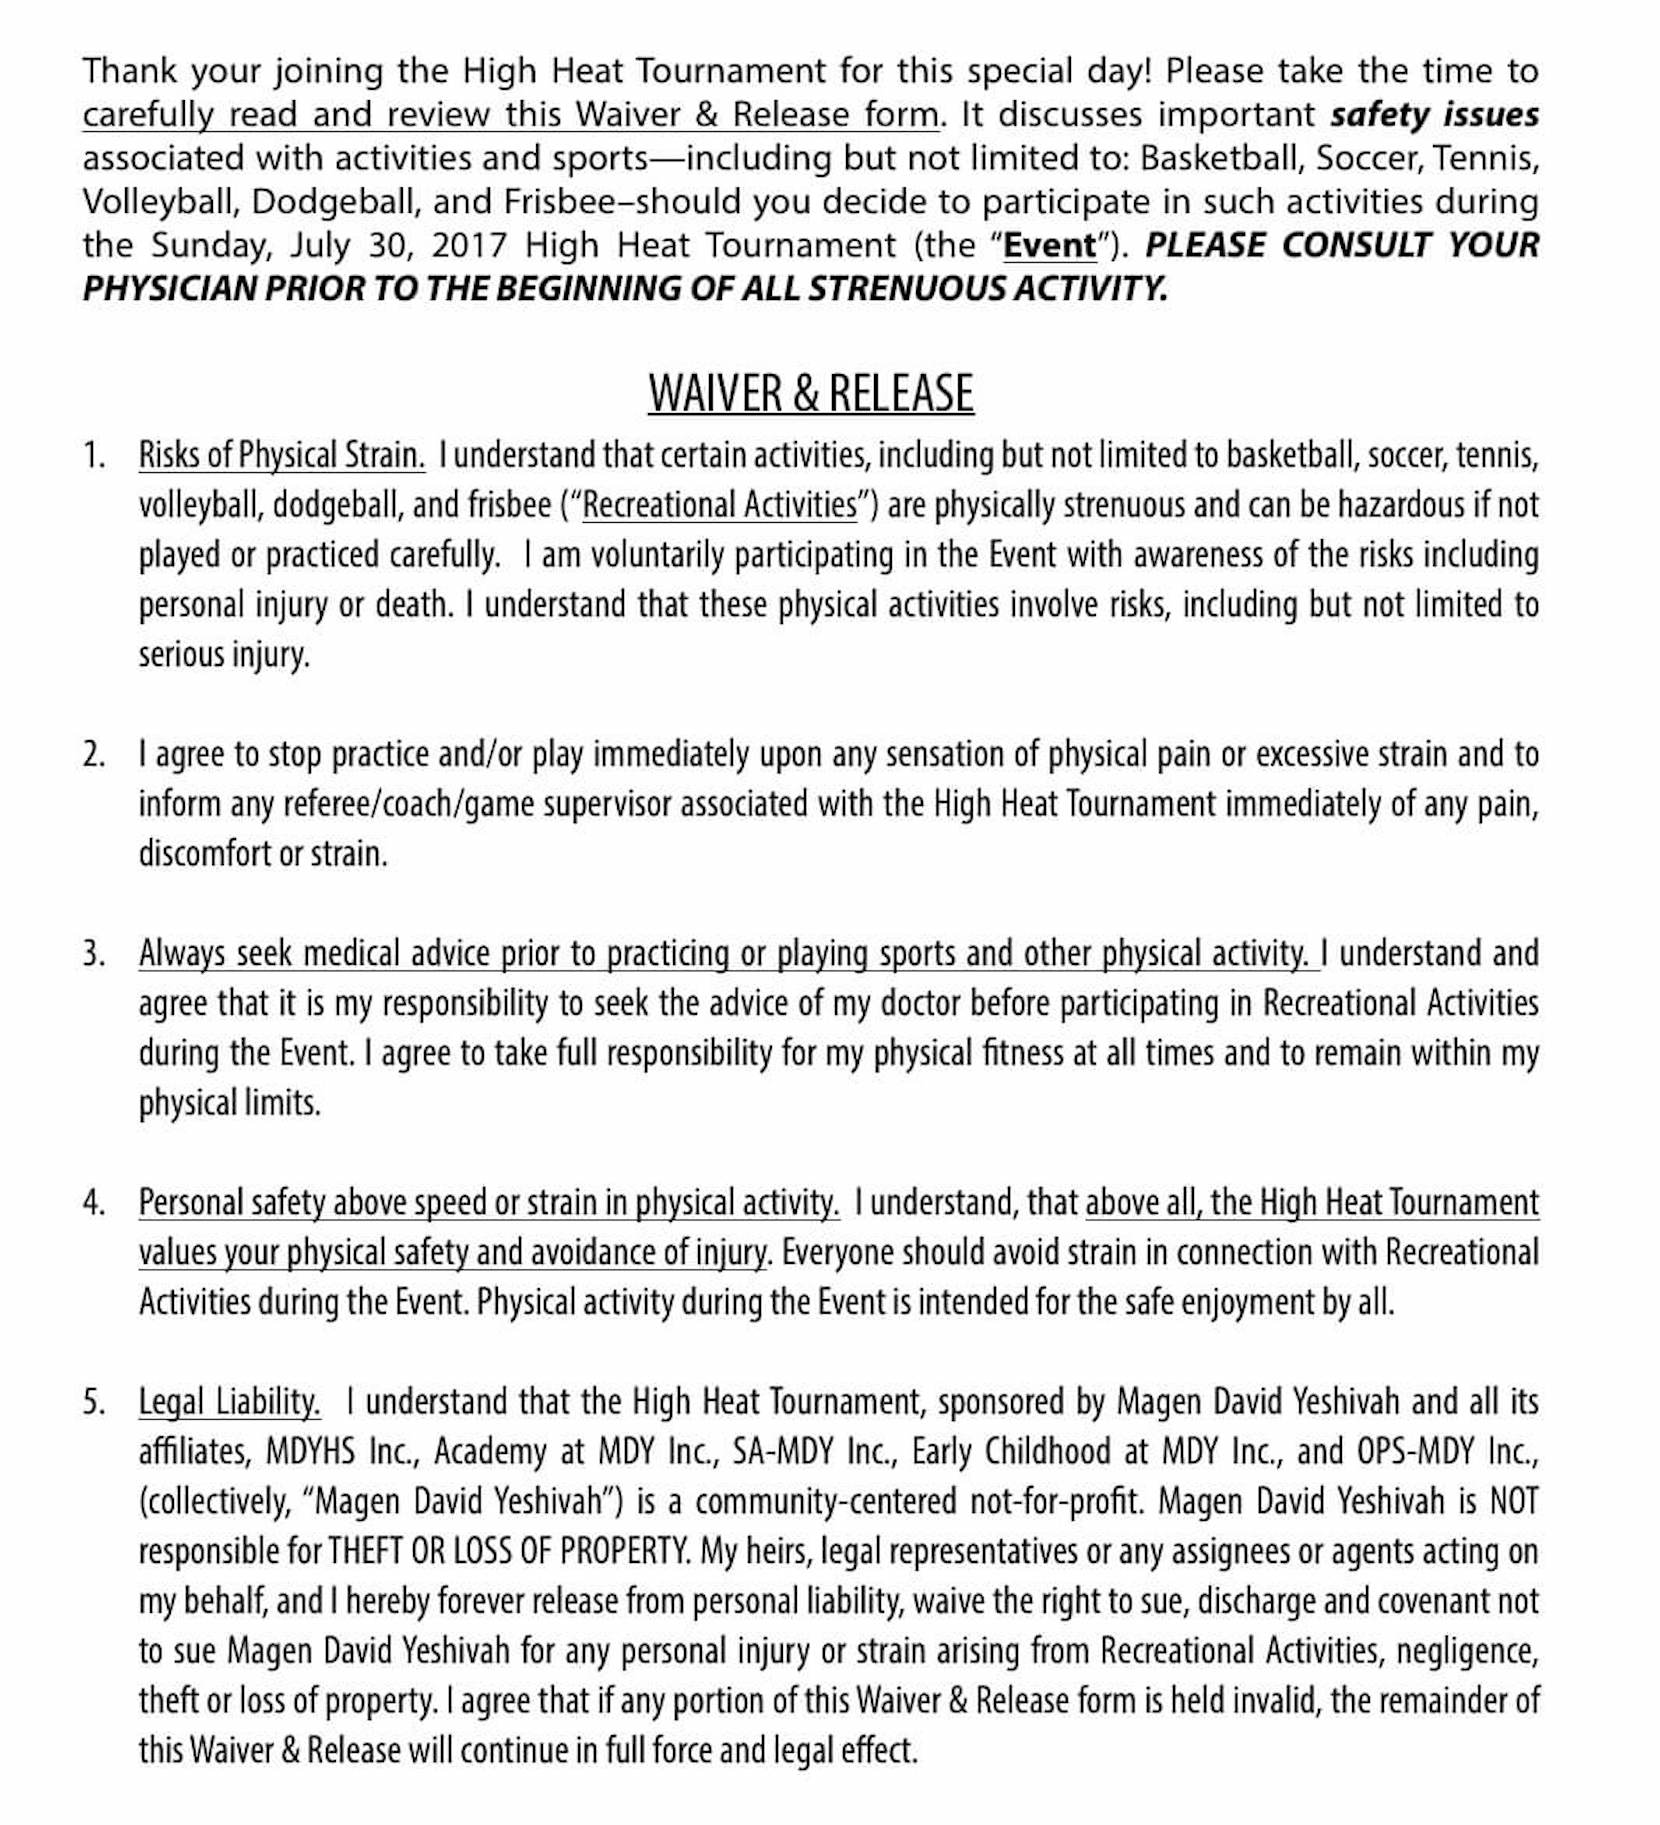 Thank your joining the High Heat Tournament for this special day! Please take the time to
carefully read and review this Waiver & Release form. It discusses important safety issues
associated with activities and sports—including but not limited to: Basketball, Soccer, Tennis,
Volleyball, Dodgeball, and Frisbee–should you decide to participate in such activities during
the Sunday, July 30, 2017 High Heat Tournament (the “Event”). PLEASE CONSULT YOUR
PHYSICIAN PRIOR TO THE BEGINNING OF ALL STRENUOUS ACTIVITY.
WAIVER & RELEASE
1. Risks of Physical Strain. I understand that certain activities, including but not limited to basketball, soccer, tennis,
volleyball, dodgeball, and frisbee (“Recreational Activities”) are physically strenuous and can be hazardous if not
played or practiced carefully. I am voluntarily participating in the Event with awareness of the risks including
personal injury or death. I understand that these physical activities involve risks, including but not limited to
serious injury.
2. I agree to stop practice and/or play immediately upon any sensation of physical pain or excessive strain and to
inform any referee/coach/game supervisor associated with the High Heat Tournament immediately of any pain,
discomfort or strain.
3. Always seek medical advice prior to practicing or playing sports and other physical activity. I understand and
agree that it is my responsibility to seek the advice of my doctor before participating in Recreational Activities
during the Event. I agree to take full responsibility for my physical fitness at all times and to remain within my
physical limits.
4. Personal safety above speed or strain in physical activity. I understand, that above all, the High Heat Tournament
values your physical safety and avoidance of injury. Everyone should avoid strain in connection with Recreational
Activities during the Event. Physical activity during the Event is intended for the safe enjoyment by all.
5. Legal Liability. I understand that the High Heat Tournament, sponsored by Magen David Yeshivah and all its
affiliates, MDYHS Inc., Academy at MDY Inc., SA-MDY Inc., Early Childhood at MDY Inc., and OPS-MDY Inc.,
(collectively, “Magen David Yeshivah”) is a community-centered not-for-profit. Magen David Yeshivah is NOT
responsible for THEFT OR LOSS OF PROPERTY. My heirs, legal representatives or any assignees or agents acting on
my behalf, and I hereby forever release from personal liability, waive the right to sue, discharge and covenant not
to sue Magen David Yeshivah for any personal injury or strain arising from Recreational Activities, negligence,
theft or loss of property. I agree that if any portion of this Waiver & Release form is held invalid, the remainder of
this Waiver & Release will continue in full force and legal effect.